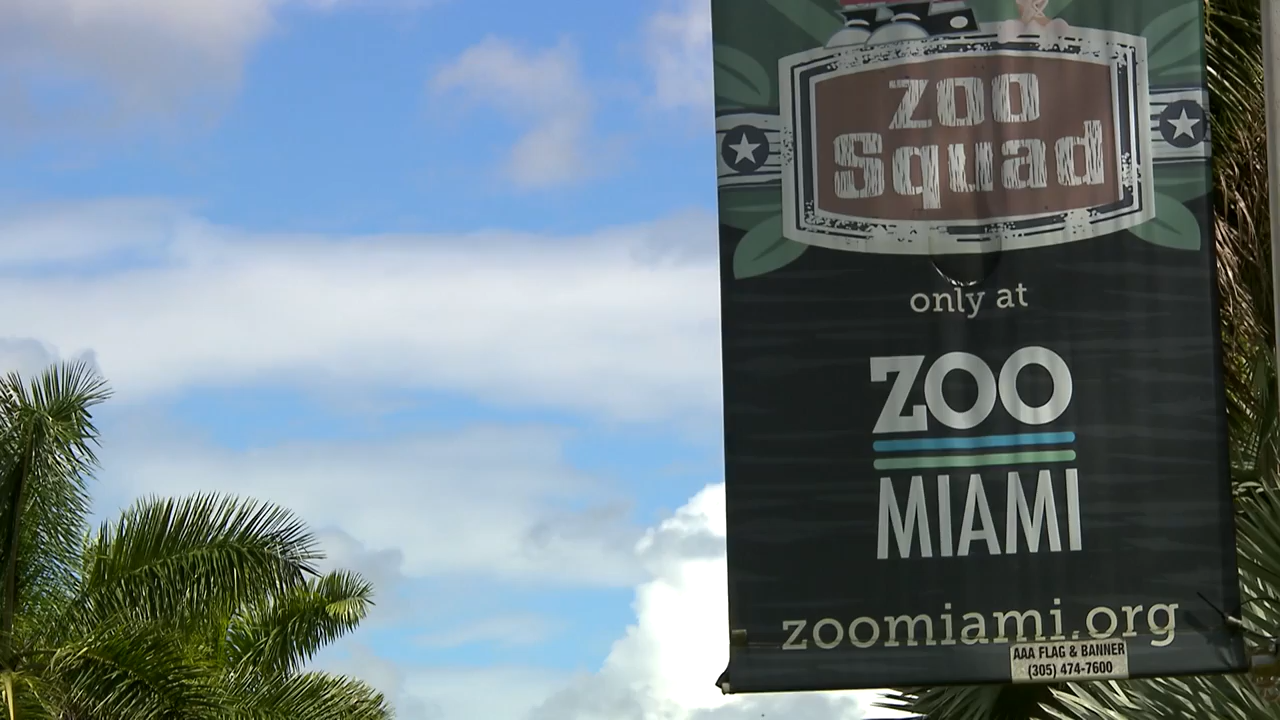 zoo
Squad
only at
ZOO
MIAMI
zoomiami.org
AAA FLAG & BANNER
(305) 474-7600